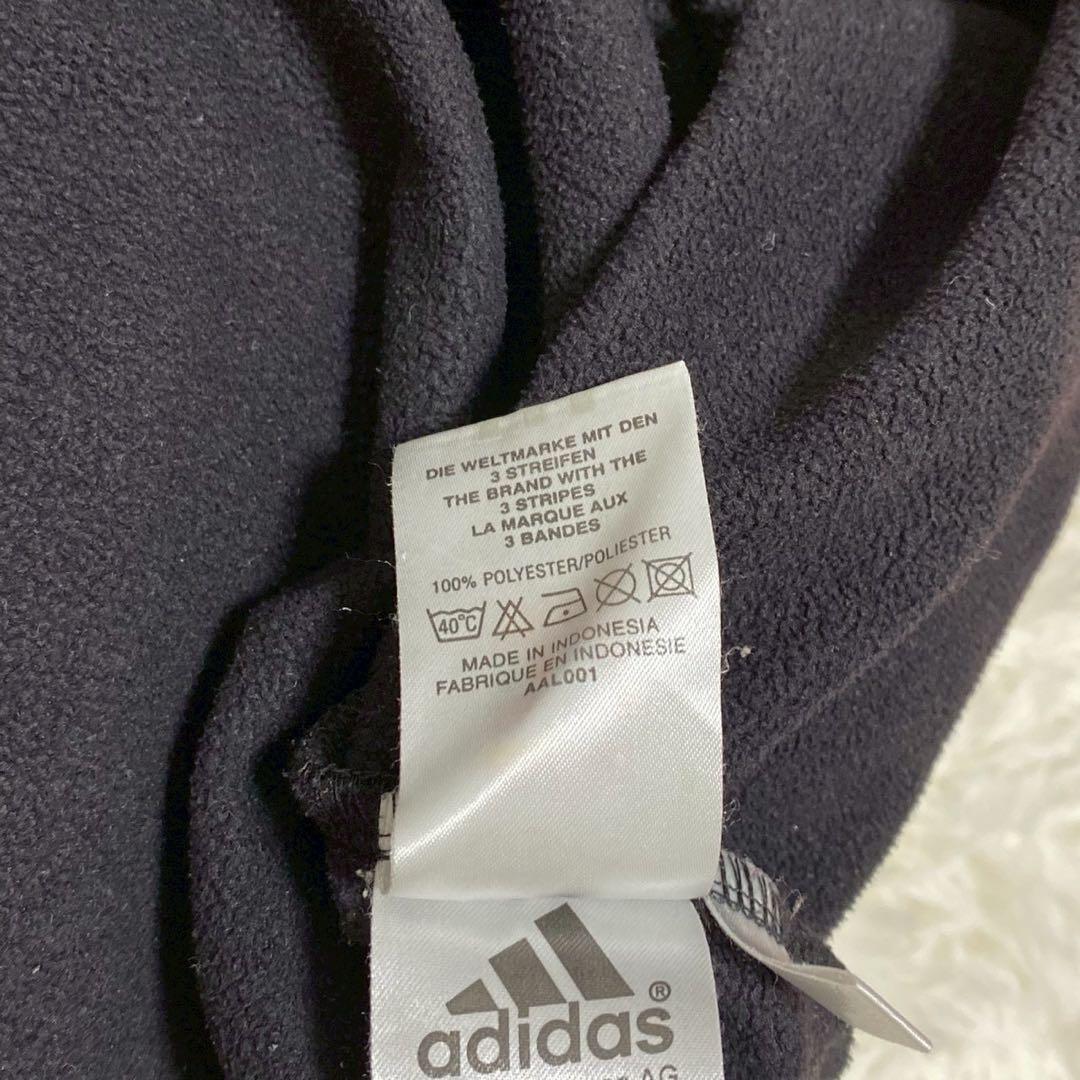 DIE WELTMARKE MIT DEN
3 STREIFEN
THE BRAND WITH THE
3 STRIPES
LA MARQUE AUX
3 BANDES
100% POLYESTER/POLIESTER
40°C
MADE IN INDONESIA
FABRIQUE EN INDONESIE
AAL001
adidas®
AG